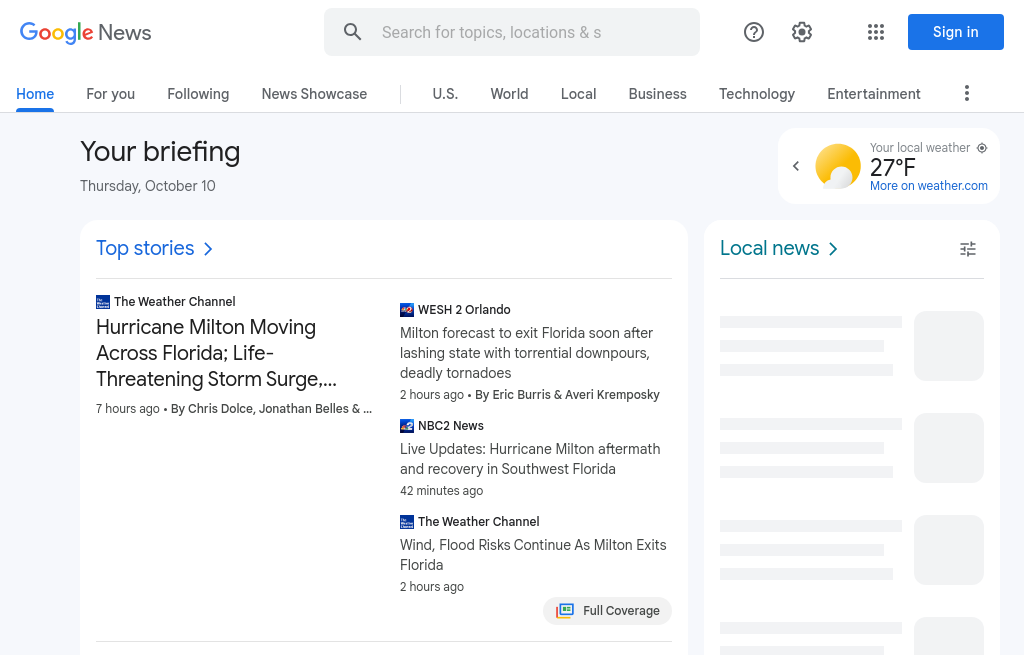 Google News
Search for topics, locations & s
Sign in
Home
For you
Following
News Showcase
U.S.
World
Local
Business
Technology
Entertainment
Your briefing
Thursday, October 10
Your local weather
27°F
More on weather.com
Top stories
The Weather Channel
Hurricane Milton Moving
Across Florida; Life-
Threatening Storm Surge,...
7 hours ago • By Chris Dolce, Jonathan Belles & ...
WESH 2 Orlando
Milton forecast to exit Florida soon after
lashing state with torrential downpours,
deadly tornadoes
2 hours ago • By Eric Burris & Averi Kremposky
NBC2 News
Live Updates: Hurricane Milton aftermath
and recovery in Southwest Florida
42 minutes ago
The Weather Channel
Wind, Flood Risks Continue As Milton Exits
Florida
2 hours ago
Full Coverage
Local news